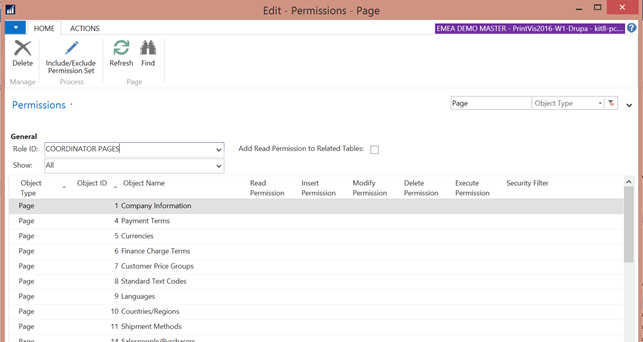 Edit - Permissions - Page
HOME ACTIONS
EMEA DEMO MASTER - PrintVis2016-W1-Drupa - kit8-pc....
Delete Include/Exclude Permission Set Refresh Find
Manage Process Page
Permissions
Page Object Type
General
Role ID: COORDINATOR PAGES Add Read Permission to Related Tables:
Show: All
Object Type Object ID Object Name Read Permission Insert Permission Modify Permission Delete Permission Execute Permission Security Filter
Page 1 Company Information
Page 4 Payment Terms
Page 5 Currencies
Page 6 Finance Charge Terms
Page 7 Customer Price Groups
Page 8 Standard Text Codes
Page 9 Languages
Page 10 Countries/Regions
Page 11 Shipment Methods
Page 14 Salespeople/Purchasers